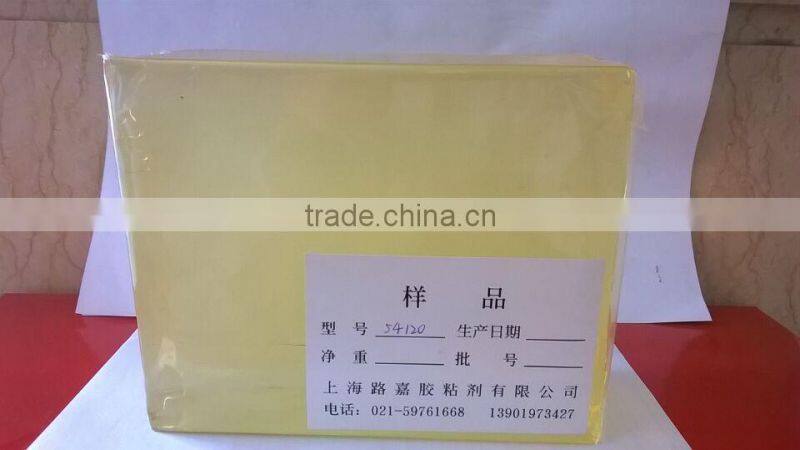 trade.china.cn
样 品
型 号 54120 生产日期
净 重 批 号
上海路嘉胶粘剂有限公司
电话: 021-59761668 13901973427